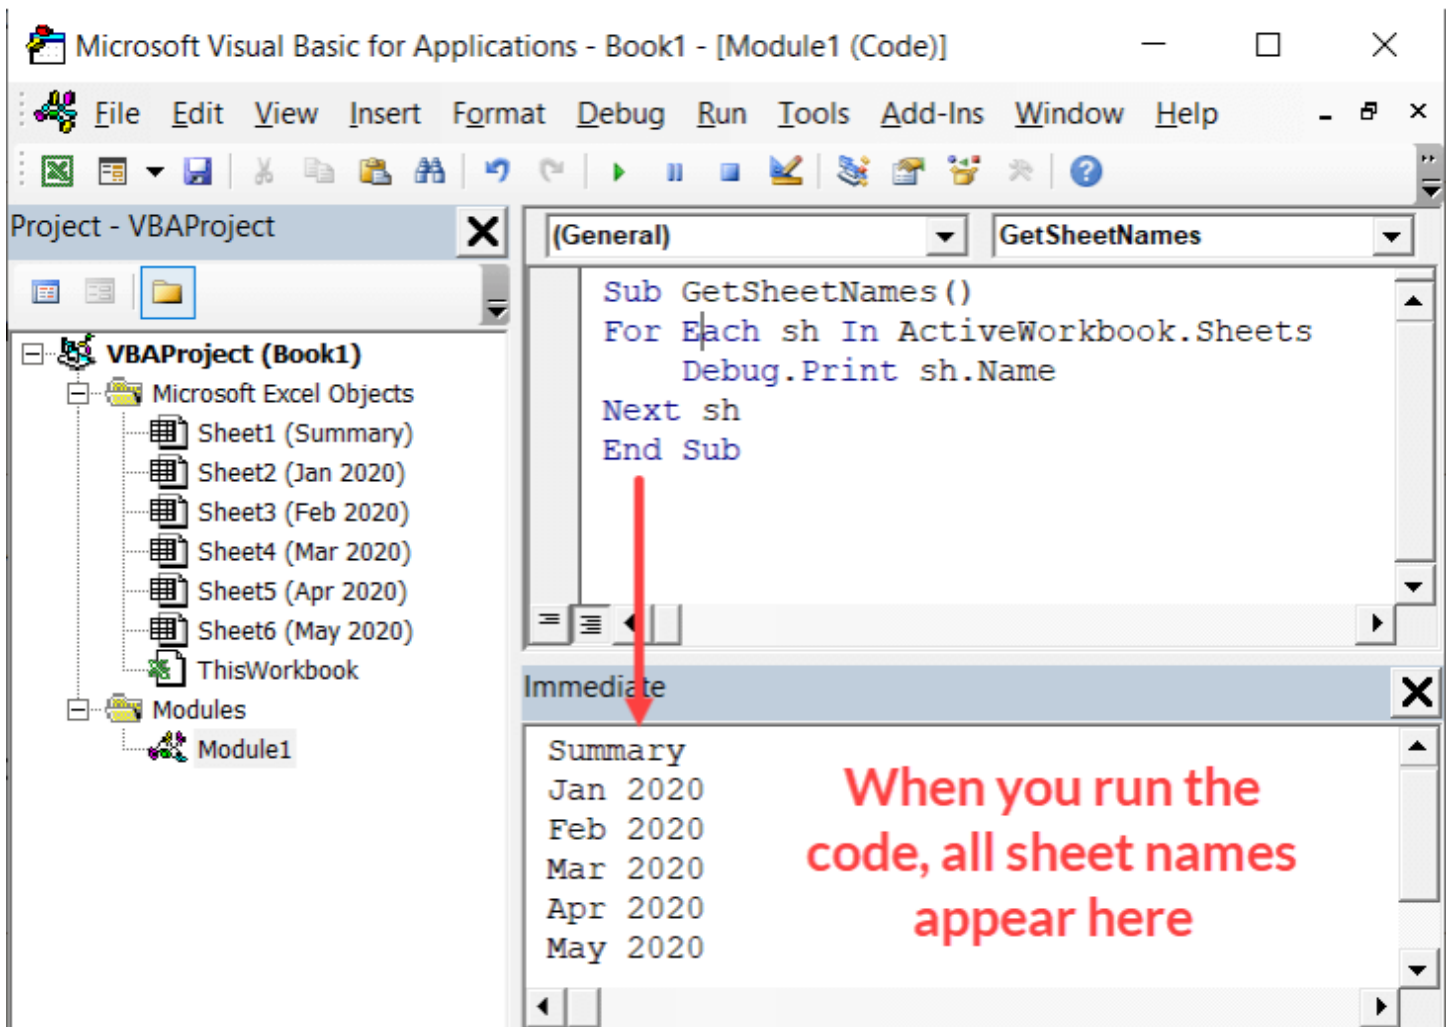 Microsoft Visual Basic for Applications - Book1 - [Module1 (Code)]
File Edit View Insert Format Debug Run Tools Add-Ins Window Help
Project - VBAProject
VBAProject (Book1)
Microsoft Excel Objects
Sheet1 (Summary)
Sheet2 (Jan 2020)
Sheet3 (Feb 2020)
Sheet4 (Mar 2020)
Sheet5 (Apr 2020)
Sheet6 (May 2020)
ThisWorkbook
Modules
Module1
(General) GetSheetNames
Sub GetSheetNames()
For Each sh In ActiveWorkbook.Sheets
Debug.Print sh.Name
Next sh
End Sub
Immediate
Summary
Jan 2020
Feb 2020
Mar 2020
Apr 2020
May 2020
When you run the
code, all sheet names
appear here